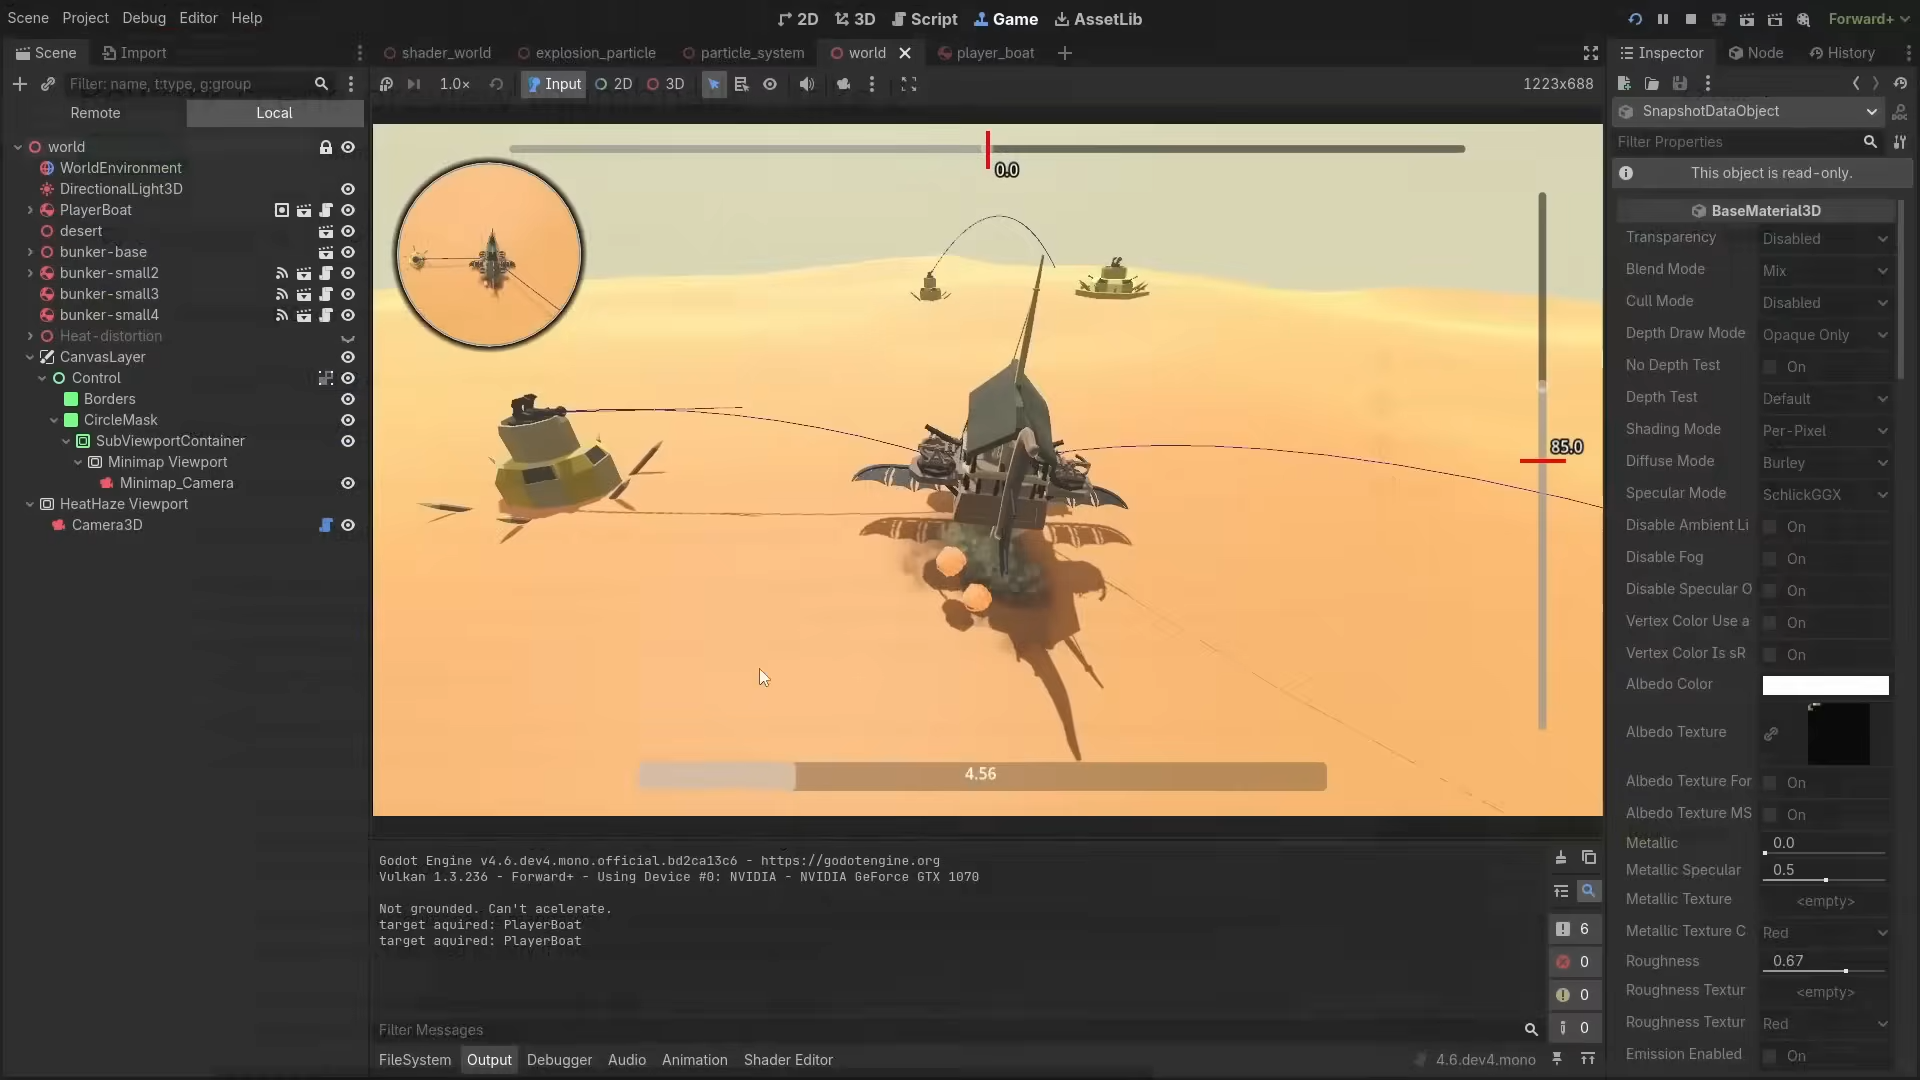 Scene Project Debug Editor Help
2D 3D Script Game AssetLib
Forward+
Scene Import
shader_world explosion_particle particle_system world player_boat
Inspector Node History
Filter: name, t:type, g:group
1.0× Input 2D 3D 1223x688
Remote Local
SnapshotDataObject
Filter Properties
This object is read-only.
BaseMaterial3D
world
WorldEnvironment
DirectionalLight3D
PlayerBoat
desert
bunker-base
bunker-small2
bunker-small3
bunker-small4
Heat-distortion
CanvasLayer
Control
Borders
CircleMask
SubViewportContainer
Minimap Viewport
Minimap_Camera
HeatHaze Viewport
Camera3D
0.0
85.0
4.56
Transparency Disabled
Blend Mode Mix
Cull Mode Disabled
Depth Draw Mode Opaque Only
No Depth Test On
Depth Test Default
Shading Mode Per-Pixel
Diffuse Mode Burley
Specular Mode SchlickGGX
Disable Ambient Li On
Disable Fog On
Disable Specular O On
Vertex Color Use a On
Vertex Color Is sR On
Albedo Color
Albedo Texture
Albedo Texture For On
Albedo Texture MS On
Metallic 0.0
Metallic Specular 0.5
Metallic Texture <empty>
Metallic Texture C Red
Roughness 0.67
Roughness Textur <empty>
Roughness Textur Red
Emission Enabled On
Godot Engine v4.6.dev4.mono.official.bd2ca13c6 - https://godotengine.org
Vulkan 1.3.236 - Forward+ - Using Device #0: NVIDIA - NVIDIA GeForce GTX 1070
Not grounded. Can't acelerate.
target aquired: PlayerBoat
target aquired: PlayerBoat
6
0
0
0
Filter Messages
FileSystem Output Debugger Audio Animation Shader Editor 4.6.dev4.mono